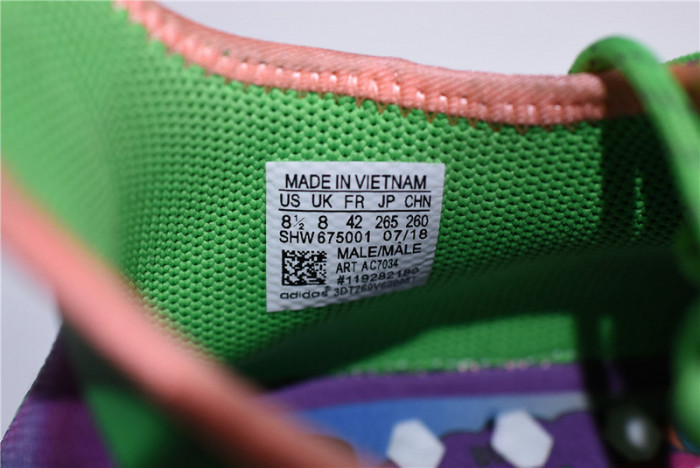 MADE IN VIETNAM
US UK FR JP CHN
8½ 8 42 265 260
SHW 675001 07/18
MALE/MÂLE
ART AC7034
#119282180
adidas